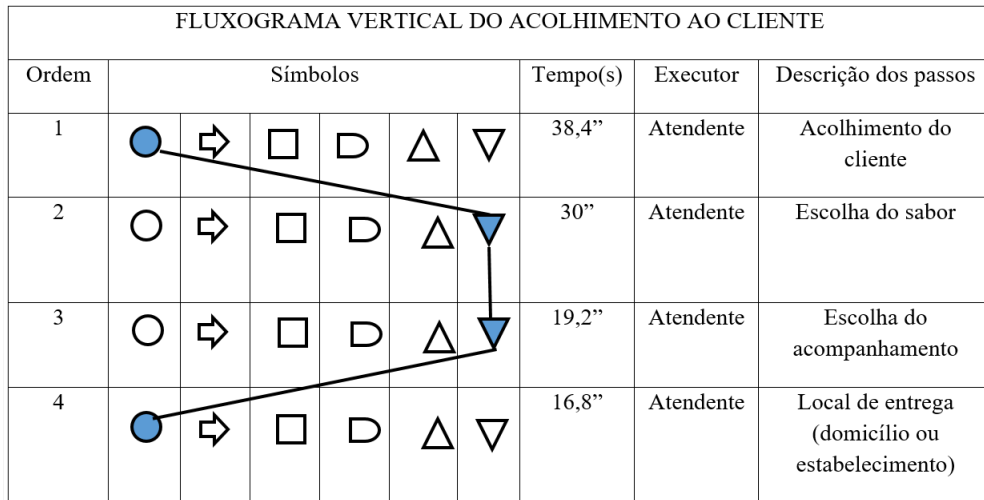 FLUXOGRAMA VERTICAL DO ACOLHIMENTO AO CLIENTE
Ordem Símbolos Tempo(s) Executor Descrição dos passos
1 38,4” Atendente Acolhimento do
cliente
2 30” Atendente Escolha do sabor
3 19,2” Atendente Escolha do
acompanhamento
4 16,8” Atendente Local de entrega
(domicílio ou
estabelecimento)